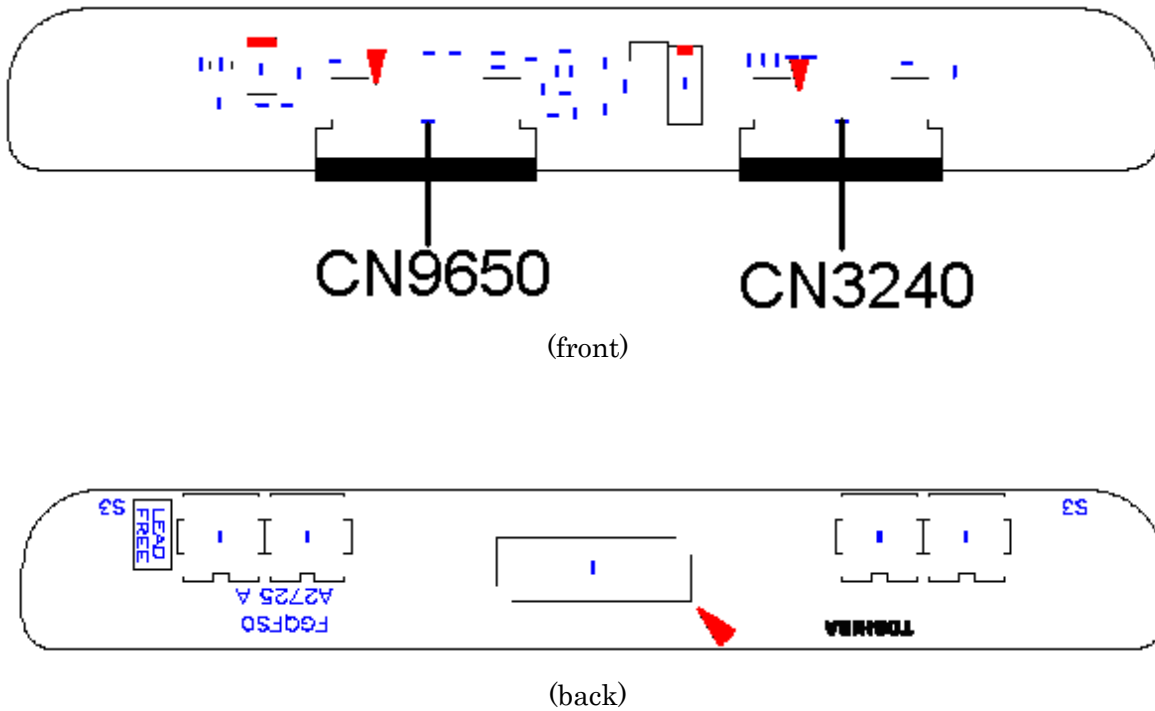 CN9650
CN3240
(front)
S3
LEAD
FREE
S3
A2725 A
FGQFS0
TOSHIBA
(back)